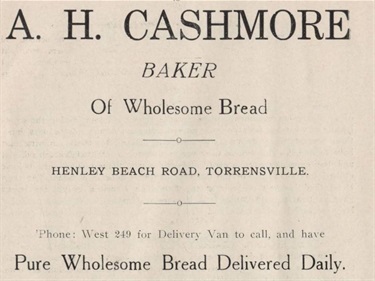 A. H. CASHMORE
BAKER
Of Wholesome Bread
HENLEY BEACH ROAD, TORRENSVILLE.
'Phone: West 249 for Delivery Van to call, and have
Pure Wholesome Bread Delivered Daily.